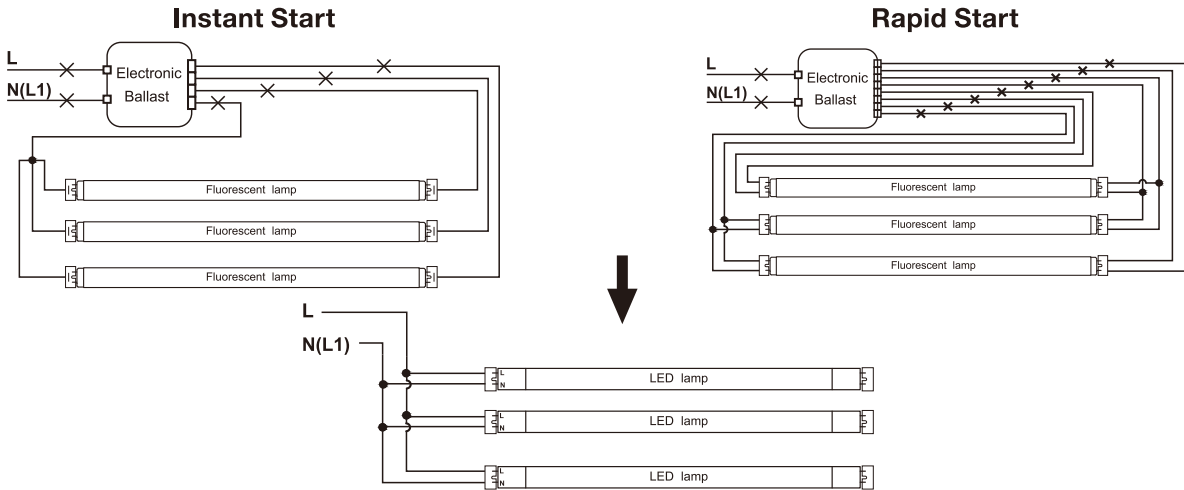 Instant Start
L
N(L1)
Electronic
Ballast
Fluorescent lamp
Fluorescent lamp
Fluorescent lamp
Rapid Start
L
N(L1)
Electronic
Ballast
Fluorescent lamp
Fluorescent lamp
Fluorescent lamp
L
N(L1)
L
N
LED lamp
L
N
LED lamp
L
N
LED lamp